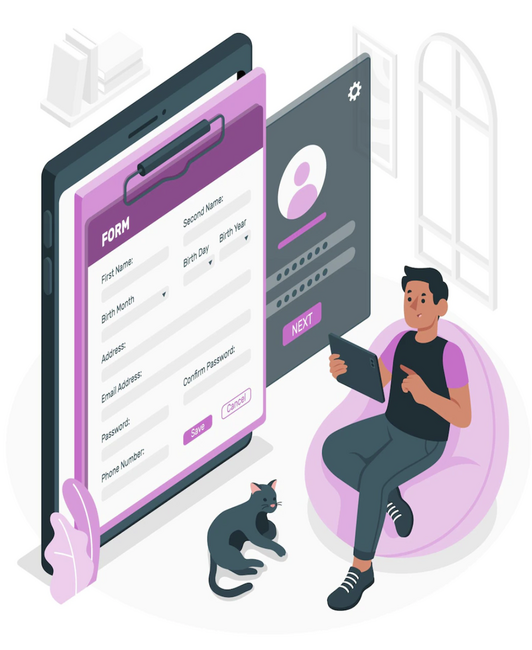 FORM
First Name:
Second Name:
Birth Month
Birth Day
Birth Year
Address:
Email Address:
Password:
Confirm Password:
Phone Number:
Save
Cancel
NEXT